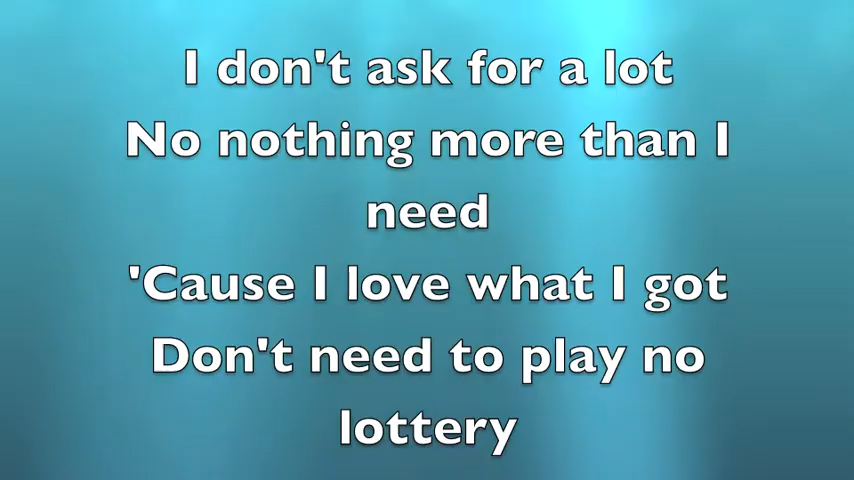 I don't ask for a lot
No nothing more than I
need
'Cause I love what I got
Don't need to play no
lottery